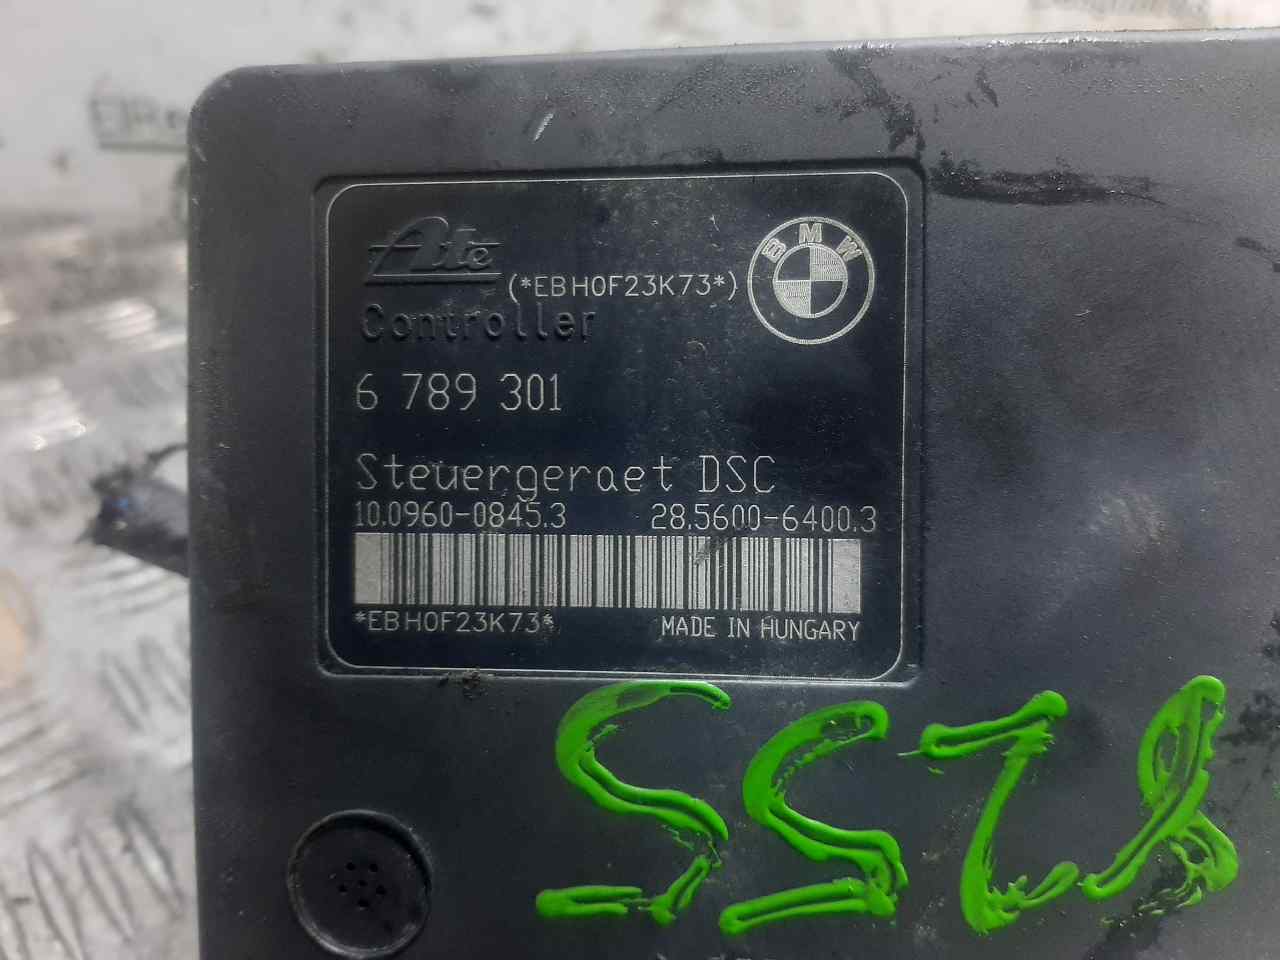 Ate
BMW
(*EBH0F23K73*)
Controller
6 789 301
Steuergeraet DSC
10.0960-0845.3 28.5600-6400.3
*EBH0F23K73* MADE IN HUNGARY